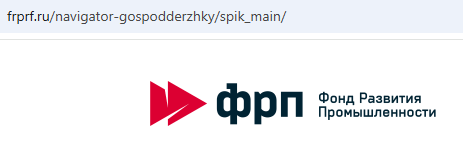 frprf.ru/navigator-gospodderzhky/spik_main/
фрп
Фонд Развития
Промышленности